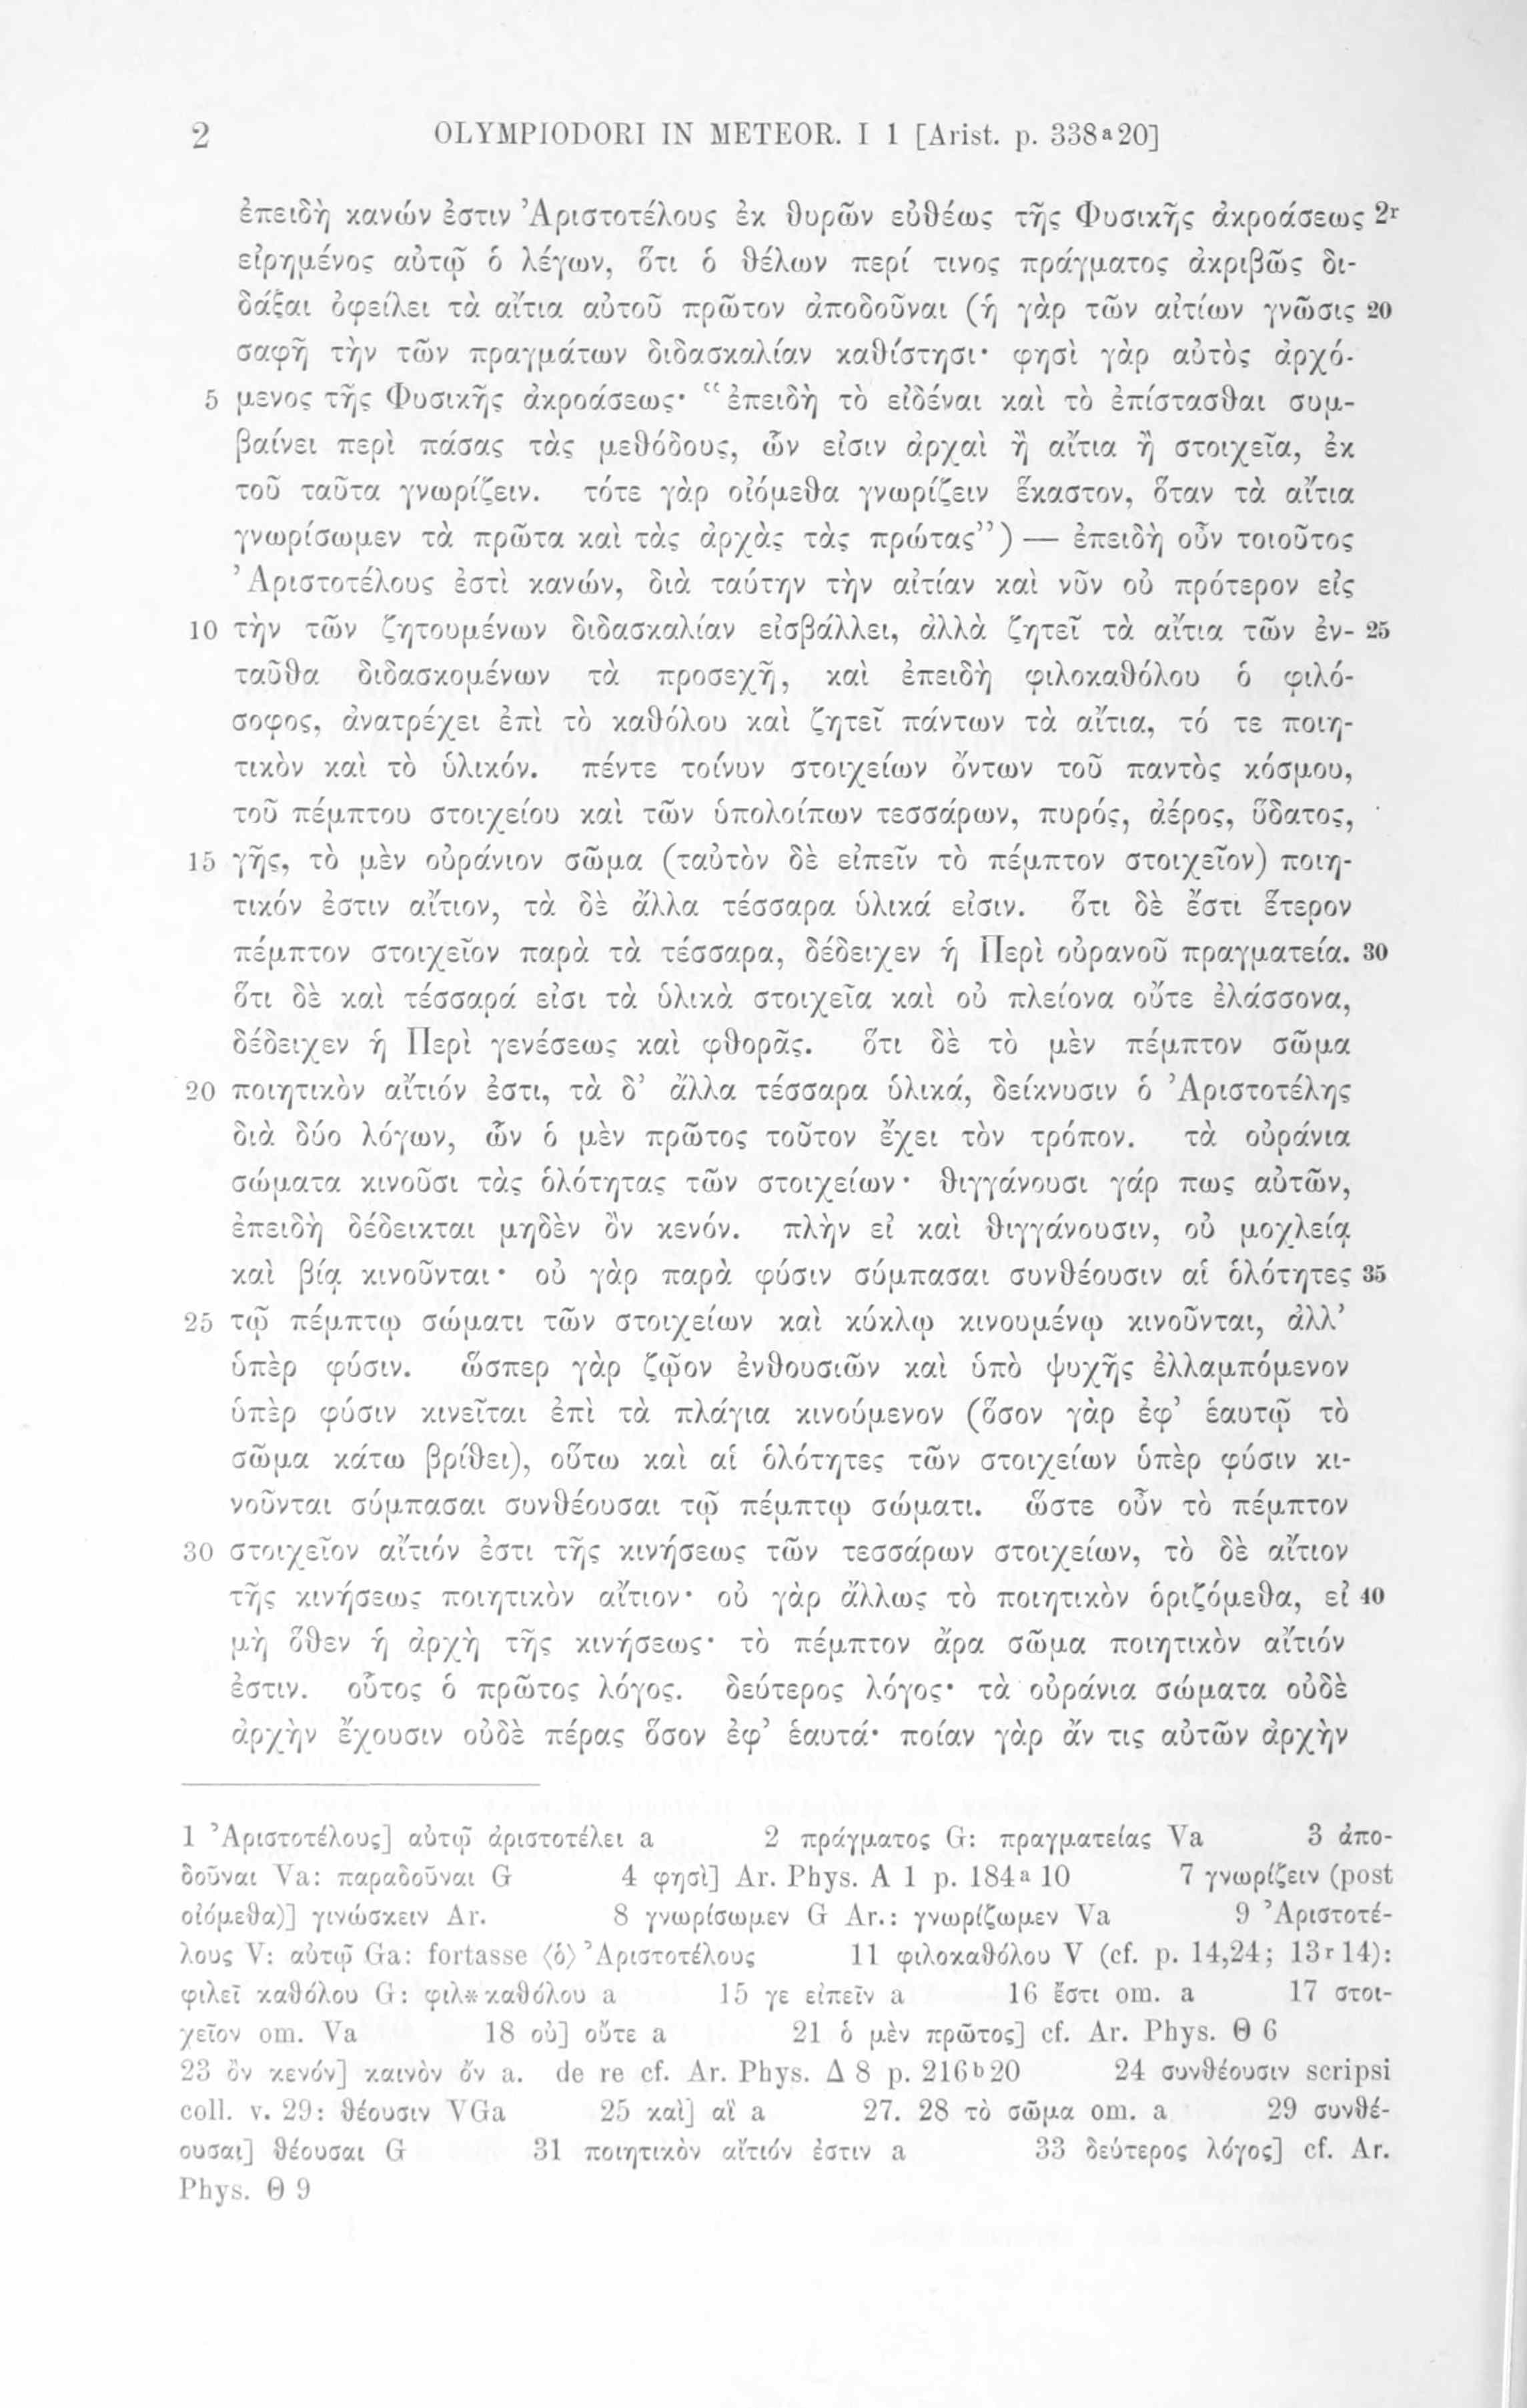 2 OLYMPIODORI IN METEOR. I 1 [Arist. p. 338ᵃ20]
ἐπειδὴ κανών ἐστιν Ἀριστοτέλους ἐκ θυρῶν εὐθέως τῆς Φυσικῆς ἀκροάσεως 2ʳ
εἰρημένος αὐτῷ ὁ λέγων, ὅτι ὁ θέλων περί τινος πράγματος ἀκριβῶς δι-
δάξαι ὀφείλει τὰ αἴτια αὐτοῦ πρῶτον ἀποδοῦναι (ἡ γὰρ τῶν αἰτίων γνῶσις 20
σαφῆ τὴν τῶν πραγμάτων διδασκαλίαν καθίστησι· φησὶ γὰρ αὐτὸς ἀρχό-
5 μενος τῆς Φυσικῆς ἀκροάσεως· “ἐπειδὴ τὸ εἰδέναι καὶ τὸ ἐπίστασθαι συμ-
βαίνει περὶ πάσας τὰς μεθόδους, ὧν εἰσιν ἀρχαὶ ἢ αἴτια ἢ στοιχεῖα, ἐκ
τοῦ ταῦτα γνωρίζειν. τότε γὰρ οἰόμεθα γνωρίζειν ἕκαστον, ὅταν τὰ αἴτια
γνωρίσωμεν τὰ πρῶτα καὶ τὰς ἀρχὰς τὰς πρώτας”) — ἐπειδὴ οὖν τοιοῦτος
Ἀριστοτέλους ἐστὶ κανών, διὰ ταύτην τὴν αἰτίαν καὶ νῦν οὐ πρότερον εἰς
10 τὴν τῶν ζητουμένων διδασκαλίαν εἰσβάλλει, ἀλλὰ ζητεῖ τὰ αἴτια τῶν ἐν- 25
ταῦθα διδασκομένων τὰ προσεχῆ, καὶ ἐπειδὴ φιλοκαθόλου ὁ φιλό-
σοφος, ἀνατρέχει ἐπὶ τὸ καθόλου καὶ ζητεῖ πάντων τὰ αἴτια, τό τε ποιη-
τικὸν καὶ τὸ ὑλικόν. πέντε τοίνυν στοιχείων ὄντων τοῦ παντὸς κόσμου,
τοῦ πέμπτου στοιχείου καὶ τῶν ὑπολοίπων τεσσάρων, πυρός, ἀέρος, ὕδατος,
15 γῆς, τὸ μὲν οὐράνιον σῶμα (ταὐτὸν δὲ εἰπεῖν τὸ πέμπτον στοιχεῖον) ποιη-
τικόν ἐστιν αἴτιον, τὰ δὲ ἄλλα τέσσαρα ὑλικά εἰσιν. ὅτι δὲ ἔστι ἕτερον
πέμπτον στοιχεῖον παρὰ τὰ τέσσαρα, δέδειχεν ἡ Περὶ οὐρανοῦ πραγματεία. 30
ὅτι δὲ καὶ τέσσαρά εἰσι τὰ ὑλικὰ στοιχεῖα καὶ οὐ πλείονα οὔτε ἐλάσσονα,
δέδειχεν ἡ Περὶ γενέσεως καὶ φθορᾶς. ὅτι δὲ τὸ μὲν πέμπτον σῶμα
20 ποιητικὸν αἴτιόν ἐστι, τὰ δ’ ἄλλα τέσσαρα ὑλικά, δείκνυσιν ὁ Ἀριστοτέλης
διὰ δύο λόγων, ὧν ὁ μὲν πρῶτος τοῦτον ἔχει τὸν τρόπον. τὰ οὐράνια
σώματα κινοῦσι τὰς ὁλότητας τῶν στοιχείων· θιγγάνουσι γάρ πως αὐτῶν,
ἐπειδὴ δέδεικται μηδὲν ὂν κενόν. πλὴν εἰ καὶ θιγγάνουσιν, οὐ μοχλείᾳ
καὶ βίᾳ κινοῦνται· οὐ γὰρ παρὰ φύσιν σύμπασαι συνθέουσιν αἱ ὁλότητες 35
25 τῷ πέμπτῳ σώματι τῶν στοιχείων καὶ κύκλῳ κινουμένῳ κινοῦνται, ἀλλ’
ὑπὲρ φύσιν. ὥσπερ γὰρ ζῷον ἐνθουσιῶν καὶ ὑπὸ ψυχῆς ἐλλαμπόμενον
ὑπὲρ φύσιν κινεῖται ἐπὶ τὰ πλάγια κινούμενον (ὅσον γὰρ ἐφ’ ἑαυτῷ τὸ
σῶμα κάτω βρίθει), οὕτω καὶ αἱ ὁλότητες τῶν στοιχείων ὑπὲρ φύσιν κι-
νοῦνται σύμπασαι συνθέουσαι τῷ πέμπτῳ σώματι. ὥστε οὖν τὸ πέμπτον
30 στοιχεῖον αἴτιόν ἐστι τῆς κινήσεως τῶν τεσσάρων στοιχείων, τὸ δὲ αἴτιον
τῆς κινήσεως ποιητικὸν αἴτιον· οὐ γὰρ ἄλλως τὸ ποιητικὸν ὁριζόμεθα, εἰ 40
μὴ ὅθεν ἡ ἀρχὴ τῆς κινήσεως· τὸ πέμπτον ἄρα σῶμα ποιητικὸν αἴτιόν
ἐστιν. οὗτος ὁ πρῶτος λόγος. δεύτερος λόγος· τὰ οὐράνια σώματα οὐδὲ
ἀρχὴν ἔχουσιν οὐδὲ πέρας ὅσον ἐφ’ ἑαυτά· ποίαν γὰρ ἄν τις αὐτῶν ἀρχὴν
1 Ἀριστοτέλους] αὐτῷ ἀριστοτέλει a 2 πράγματος G: πραγματείας Va 3 ἀπο-
δοῦναι Va: παραδοῦναι G 4 φησὶ] Ar. Phys. A 1 p. 184ᵃ 10 7 γνωρίζειν (post
οἰόμεθα)] γινώσκειν Ar. 8 γνωρίσωμεν G Ar.: γνωρίζωμεν Va 9 Ἀριστοτέ-
λους V: αὐτῷ Ga: fortasse ⟨ὁ⟩ Ἀριστοτέλους 11 φιλοκαθόλου V (cf. p. 14,24; 13ʳ14):
φιλεῖ καθόλου G: φιλ*καθόλου a 15 γε εἰπεῖν a 16 ἔστι om. a 17 στοι-
χεῖον om. Va 18 οὐ] οὔτε a 21 ὁ μὲν πρῶτος] cf. Ar. Phys. Θ 6
23 ὂν κενόν] καινὸν ὄν a. de re cf. Ar. Phys. Δ 8 p. 216ᵇ20 24 συνθέουσιν scripsi
coll. v. 29: θέουσιν VGa 25 καὶ] αἳ a 27. 28 τὸ σῶμα om. a 29 συνθέ-
ουσαι] θέουσαι G 31 ποιητικὸν αἴτιόν ἐστιν a 33 δεύτερος λόγος] cf. Ar.
Phys. Θ 9